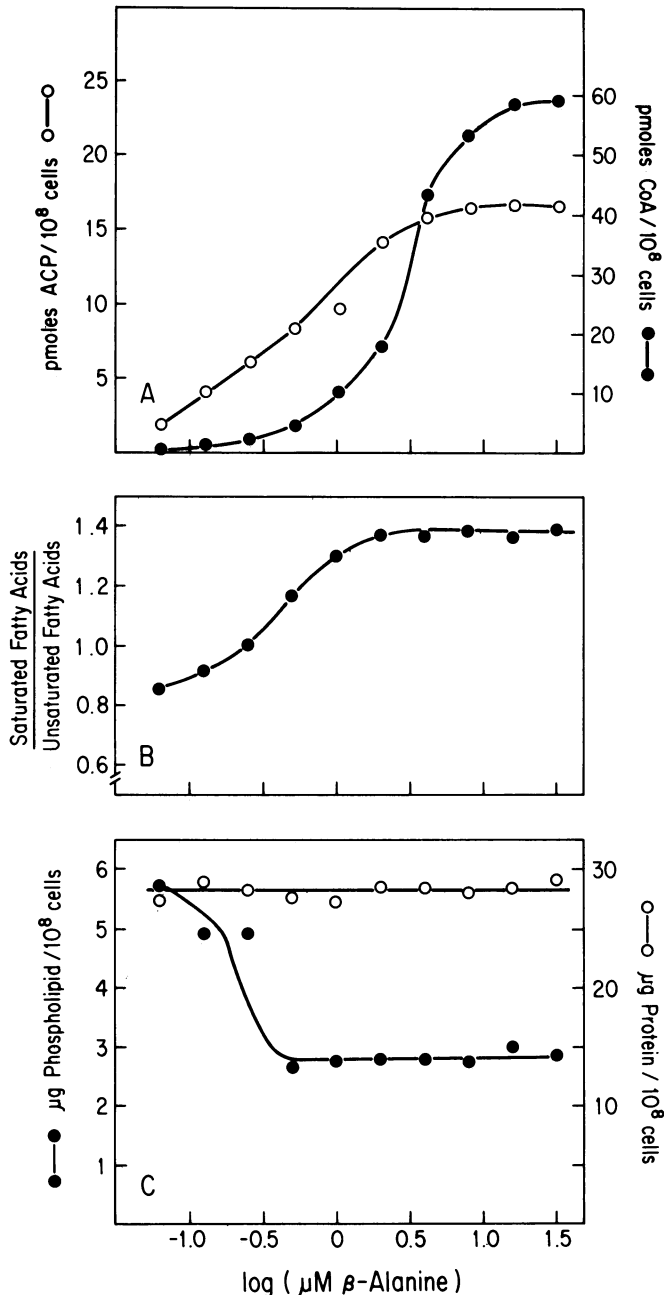 pmoles ACP/10⁸ cells
25
20
15
10
5
A
60
50
40
30
20
10
pmoles CoA/10⁸ cells
Saturated Fatty Acids
Unsaturated Fatty Acids
1.4
1.2
1.0
0.8
0.6
B
μg Phospholipid/10⁸ cells
6
5
4
3
2
1
C
30
20
10
μg Protein/10⁸ cells
-1.0 -0.5 0 0.5 1.0 1.5
log (μM β-Alanine)